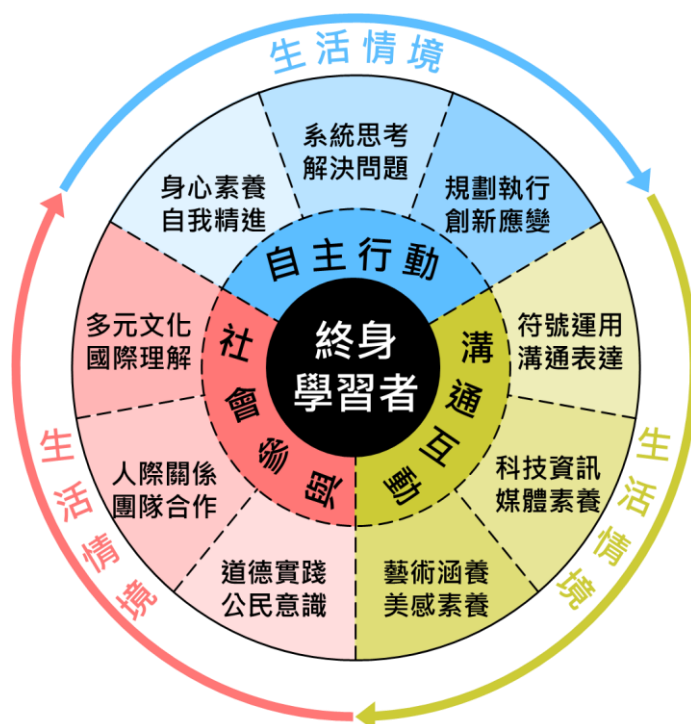 生活情境
系統思考
解決問題
身心素養
自我精進
規劃執行
創新應變
自主行動
多元文化
國際理解
社會參與
終身
學習者
溝通互動
符號運用
溝通表達
人際關係
團隊合作
科技資訊
媒體素養
生活情境
生活情境
道德實踐
公民意識
藝術涵養
美感素養